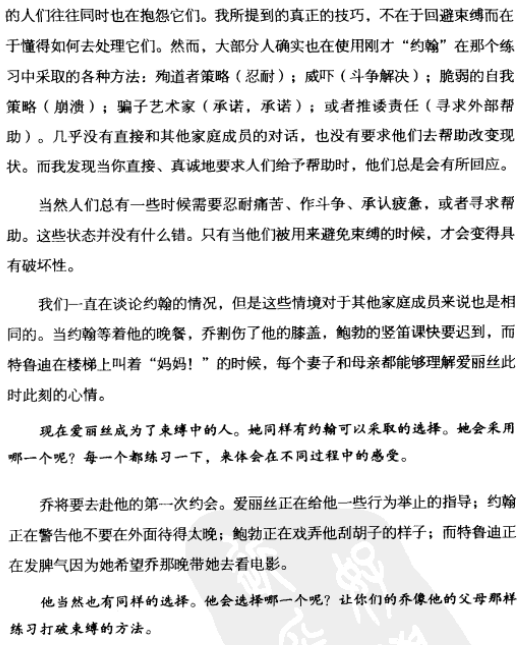 的人们往往同时也在抱怨它们。我所提到的真正的技巧，不在于回避束缚而在
于懂得如何去处理它们。然而，大部分人确实也在使用刚才“约翰”在那个练
习中采取的各种方法：殉道者策略（忍耐）；威吓（斗争解决）；脆弱的自我
策略（崩溃）；骗子艺术家（承诺，承诺）；或者推诿责任（寻求外部帮
助）。几乎没有直接和其他家庭成员的对话，也没有要求他们去帮助改变现
状。而我发现当你直接、真诚地要求人们给予帮助时，他们总是会有所回应。
当然人们总有一些时候需要忍耐痛苦、作斗争、承认疲惫，或者寻求帮
助。这些状态并没有什么错。只有当他们被用来避免束缚的时候，才会变得具
有破坏性。
我们一直在谈论约翰的情况，但是这些情境对于其他家庭成员来说也是相
同的。当约翰等着他的晚餐，乔割伤了他的膝盖，鲍勃的竖笛课快要迟到，而
特鲁迪在楼梯上叫着“妈妈！”的时候，每个妻子和母亲都能够理解爱丽丝此
时此刻的心情。
现在爱丽丝成为了束缚中的人。她同样有约翰可以采取的选择。她会采用
哪一个呢？每一个都练习一下，来体会在不同过程中的感受。
乔将要去赴他的第一次约会。爱丽丝正在给他一些行为举止的指导；约翰
正在警告他不要在外面待得太晚；鲍勃正在戏弄他刮胡子的样子；而特鲁迪正
在发脾气因为她希望乔那晚带她去看电影。
他当然也有同样的选择。他会选择哪一个呢？让你们的乔像他的父母那样
练习打破束缚的方法。